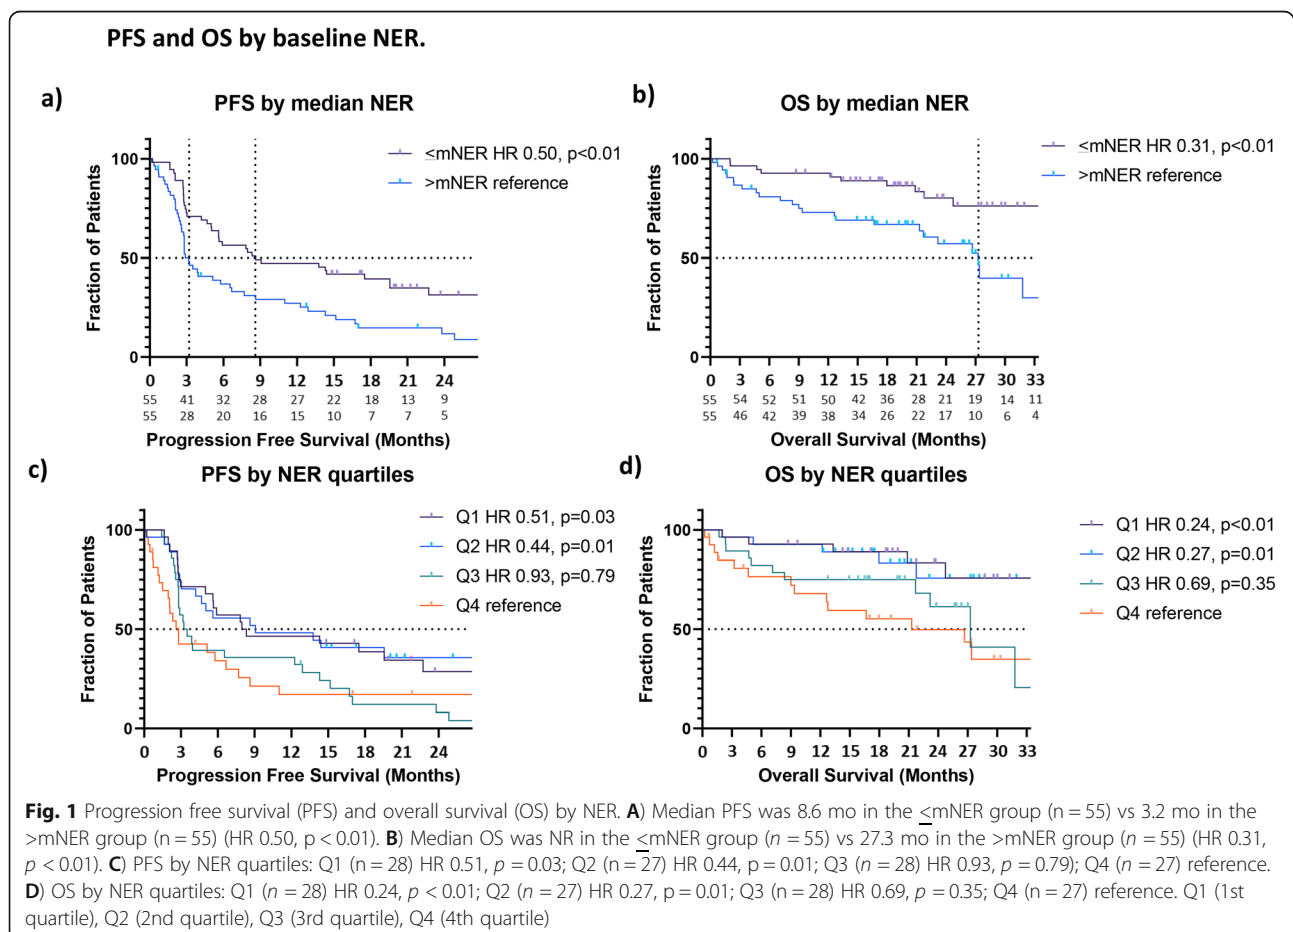 PFS and OS by baseline NER.
a)
PFS by median NER
≤mNER HR 0.50, p<0.01
>mNER reference
Fraction of Patients
100
50
0
0 3 6 9 12 15 18 21 24
55 41 32 28 27 22 18 13 9
55 28 20 16 15 10 7 7 5
Progression Free Survival (Months)
b)
OS by median NER
≤mNER HR 0.31, p<0.01
>mNER reference
Fraction of Patients
100
50
0
0 3 6 9 12 15 18 21 24 27 30 33
55 54 52 51 50 42 36 28 21 19 14 11
55 46 42 39 38 34 26 22 17 10 6 4
Overall Survival (Months)
c)
PFS by NER quartiles
Q1 HR 0.51, p=0.03
Q2 HR 0.44, p=0.01
Q3 HR 0.93, p=0.79
Q4 reference
Fraction of Patients
100
50
0
0 3 6 9 12 15 18 21 24
Progression Free Survival (Months)
d)
OS by NER quartiles
Q1 HR 0.24, p<0.01
Q2 HR 0.27, p=0.01
Q3 HR 0.69, p=0.35
Q4 reference
Fraction of Patients
100
50
0
0 3 6 9 12 15 18 21 24 27 30 33
Overall Survival (Months)
Fig. 1 Progression free survival (PFS) and overall survival (OS) by NER. A) Median PFS was 8.6 mo in the ≤mNER group (n = 55) vs 3.2 mo in the
>mNER group (n = 55) (HR 0.50, p < 0.01). B) Median OS was NR in the ≤mNER group (n = 55) vs 27.3 mo in the >mNER group (n = 55) (HR 0.31,
p < 0.01). C) PFS by NER quartiles: Q1 (n = 28) HR 0.51, p = 0.03; Q2 (n = 27) HR 0.44, p = 0.01; Q3 (n = 28) HR 0.93, p = 0.79); Q4 (n = 27) reference.
D) OS by NER quartiles: Q1 (n = 28) HR 0.24, p < 0.01; Q2 (n = 27) HR 0.27, p = 0.01; Q3 (n = 28) HR 0.69, p = 0.35; Q4 (n = 27) reference. Q1 (1st
quartile), Q2 (2nd quartile), Q3 (3rd quartile), Q4 (4th quartile)